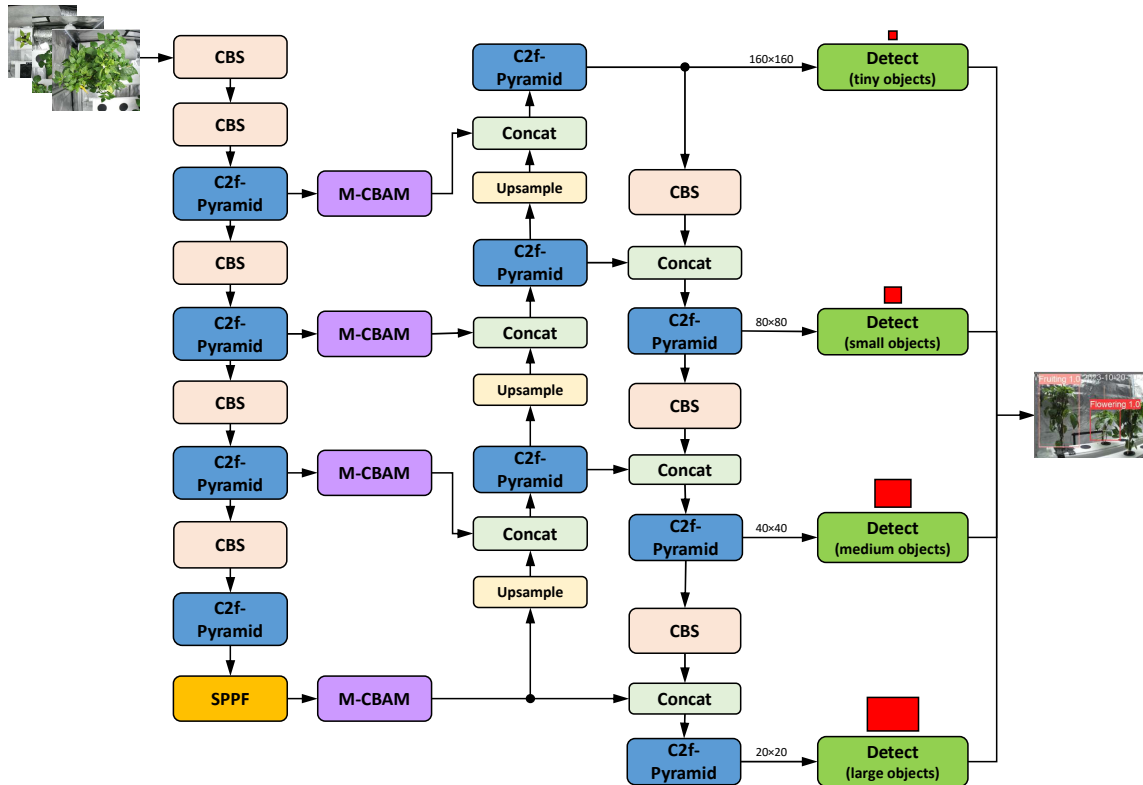 CBS
CBS
C2f-
Pyramid
CBS
C2f-
Pyramid
CBS
C2f-
Pyramid
CBS
C2f-
Pyramid
SPPF
M-CBAM
M-CBAM
M-CBAM
M-CBAM
C2f-
Pyramid
Concat
Upsample
C2f-
Pyramid
Concat
Upsample
C2f-
Pyramid
Concat
Upsample
CBS
Concat
C2f-
Pyramid
CBS
Concat
C2f-
Pyramid
CBS
Concat
C2f-
Pyramid
160×160
80×80
40×40
20×20
Detect
(tiny objects)
Detect
(small objects)
Detect
(medium objects)
Detect
(large objects)
Fruiting 1.0
Flowering 1.0